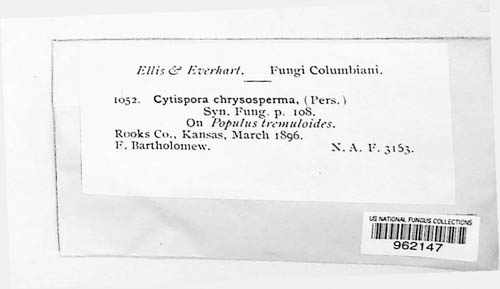 Ellis & Everhart. Fungi Columbiani.
1052. Cytispora chrysosperma, (Pers.)
Syn. Fung. p. 108.
On Populus tremuloides.
Rooks Co., Kansas, March 1896.
E. Bartholomew. N. A. F. 3163.
US NATIONAL FUNGUS COLLECTIONS
962147